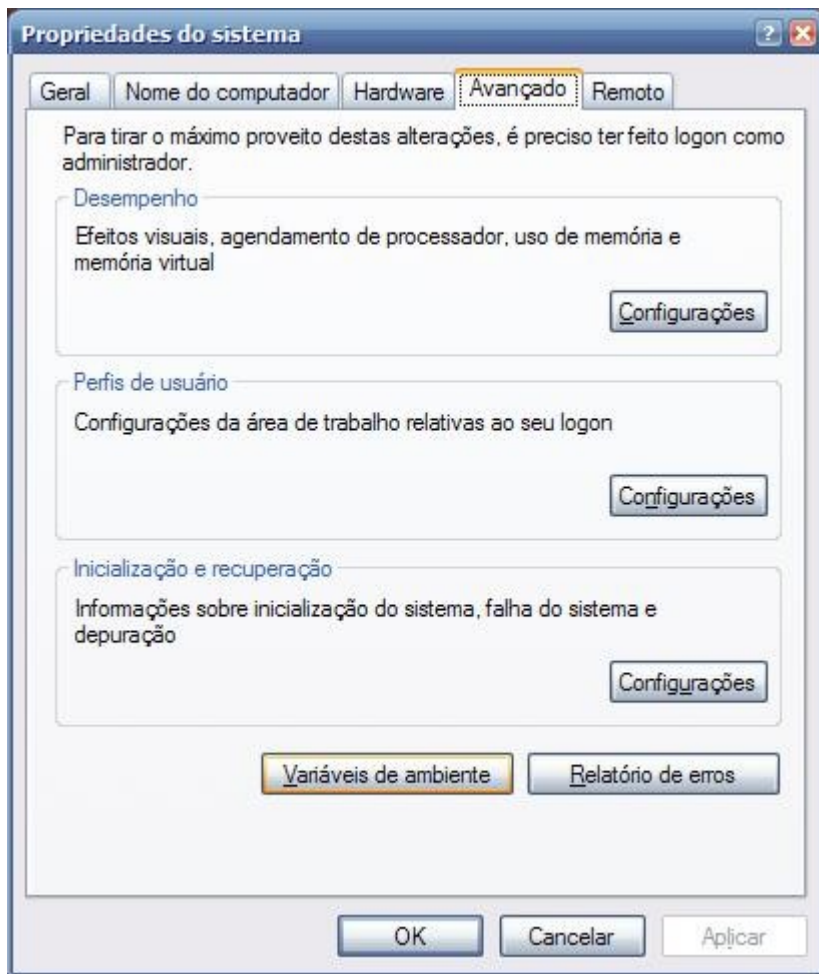 Propriedades do sistema
Geral
Nome do computador
Hardware
Avançado
Remoto
Para tirar o máximo proveito destas alterações, é preciso ter feito logon como
administrador.
Desempenho
Efeitos visuais, agendamento de processador, uso de memória e
memória virtual
Configurações
Perfis de usuário
Configurações da área de trabalho relativas ao seu logon
Configurações
Inicialização e recuperação
Informações sobre inicialização do sistema, falha do sistema e
depuração
Configurações
Variáveis de ambiente
Relatório de erros
OK
Cancelar
Aplicar